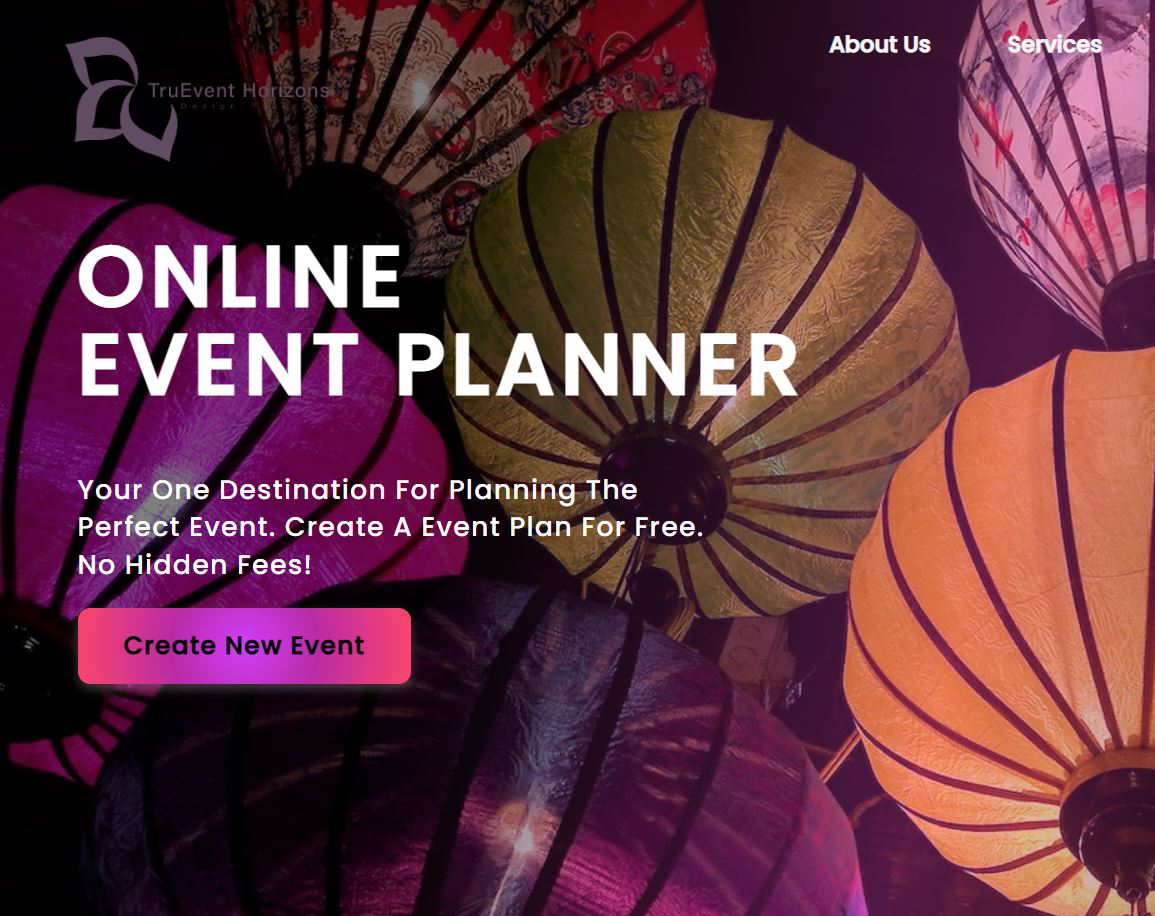 About Us Services
TruEvent Horizons
Design
ONLINE
EVENT PLANNER
Your One Destination For Planning The
Perfect Event. Create A Event Plan For Free.
No Hidden Fees!
Create New Event